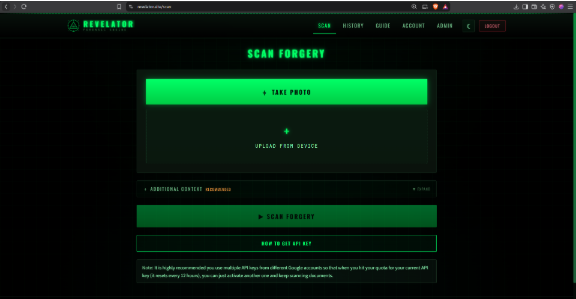 REVELATOR
SCAN
HISTORY
GUIDE
ACCOUNT
ADMIN
LOGOUT
SCAN FORGERY
+ TAKE PHOTO
+
UPLOAD FROM DEVICE
ADDITIONAL CONTEXT RECOMMENDED
▶ SCAN FORGERY
HOW TO GET API KEY
Note: It is highly recommended you use multiple API keys from different Google accounts so that when you hit your quota for your current API
key (it resets every 12 hours), you can just activate another one and keep scanning documents.